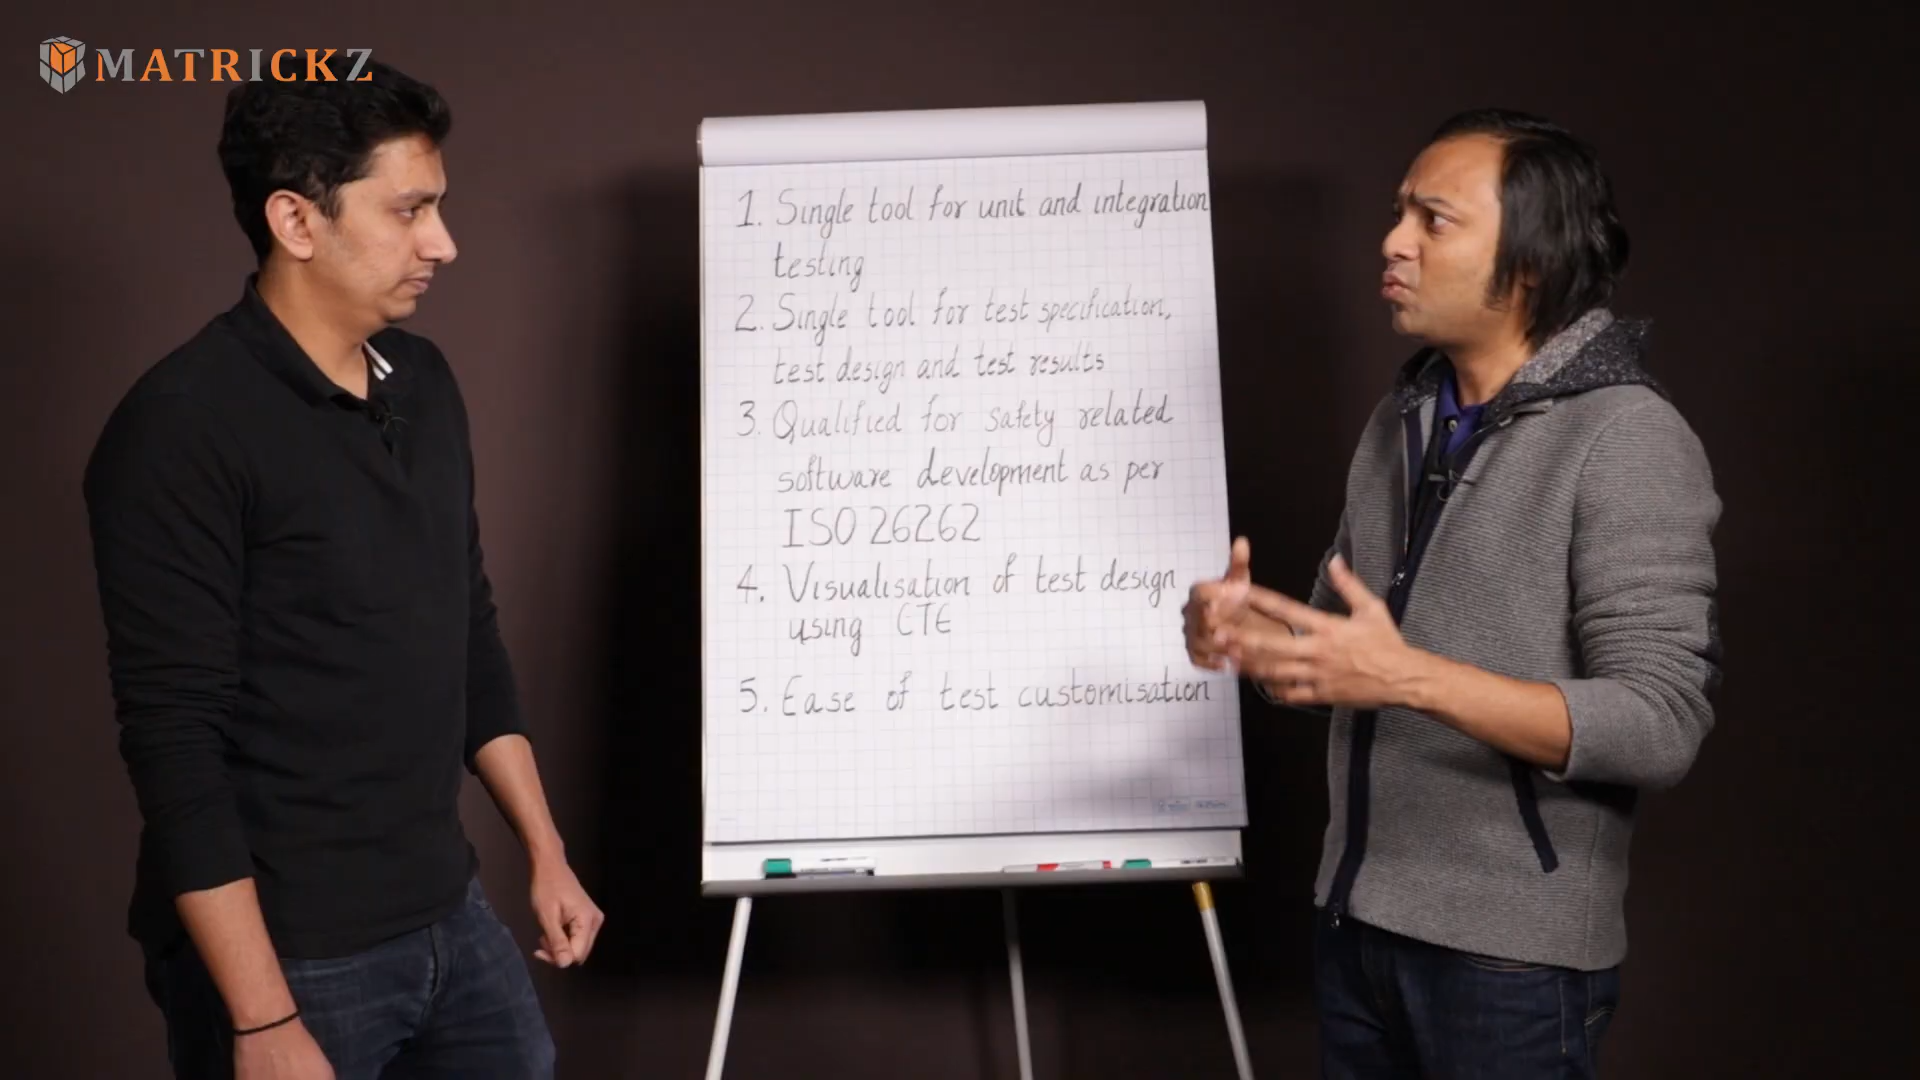 MATRICKZ
1. Single tool for unit and integration
testing
2. Single tool for test specification,
test design and test results
3. Qualified for safety related
software development as per
ISO 26262
4. Visualisation of test design
using CTE
5. Ease of test customisation